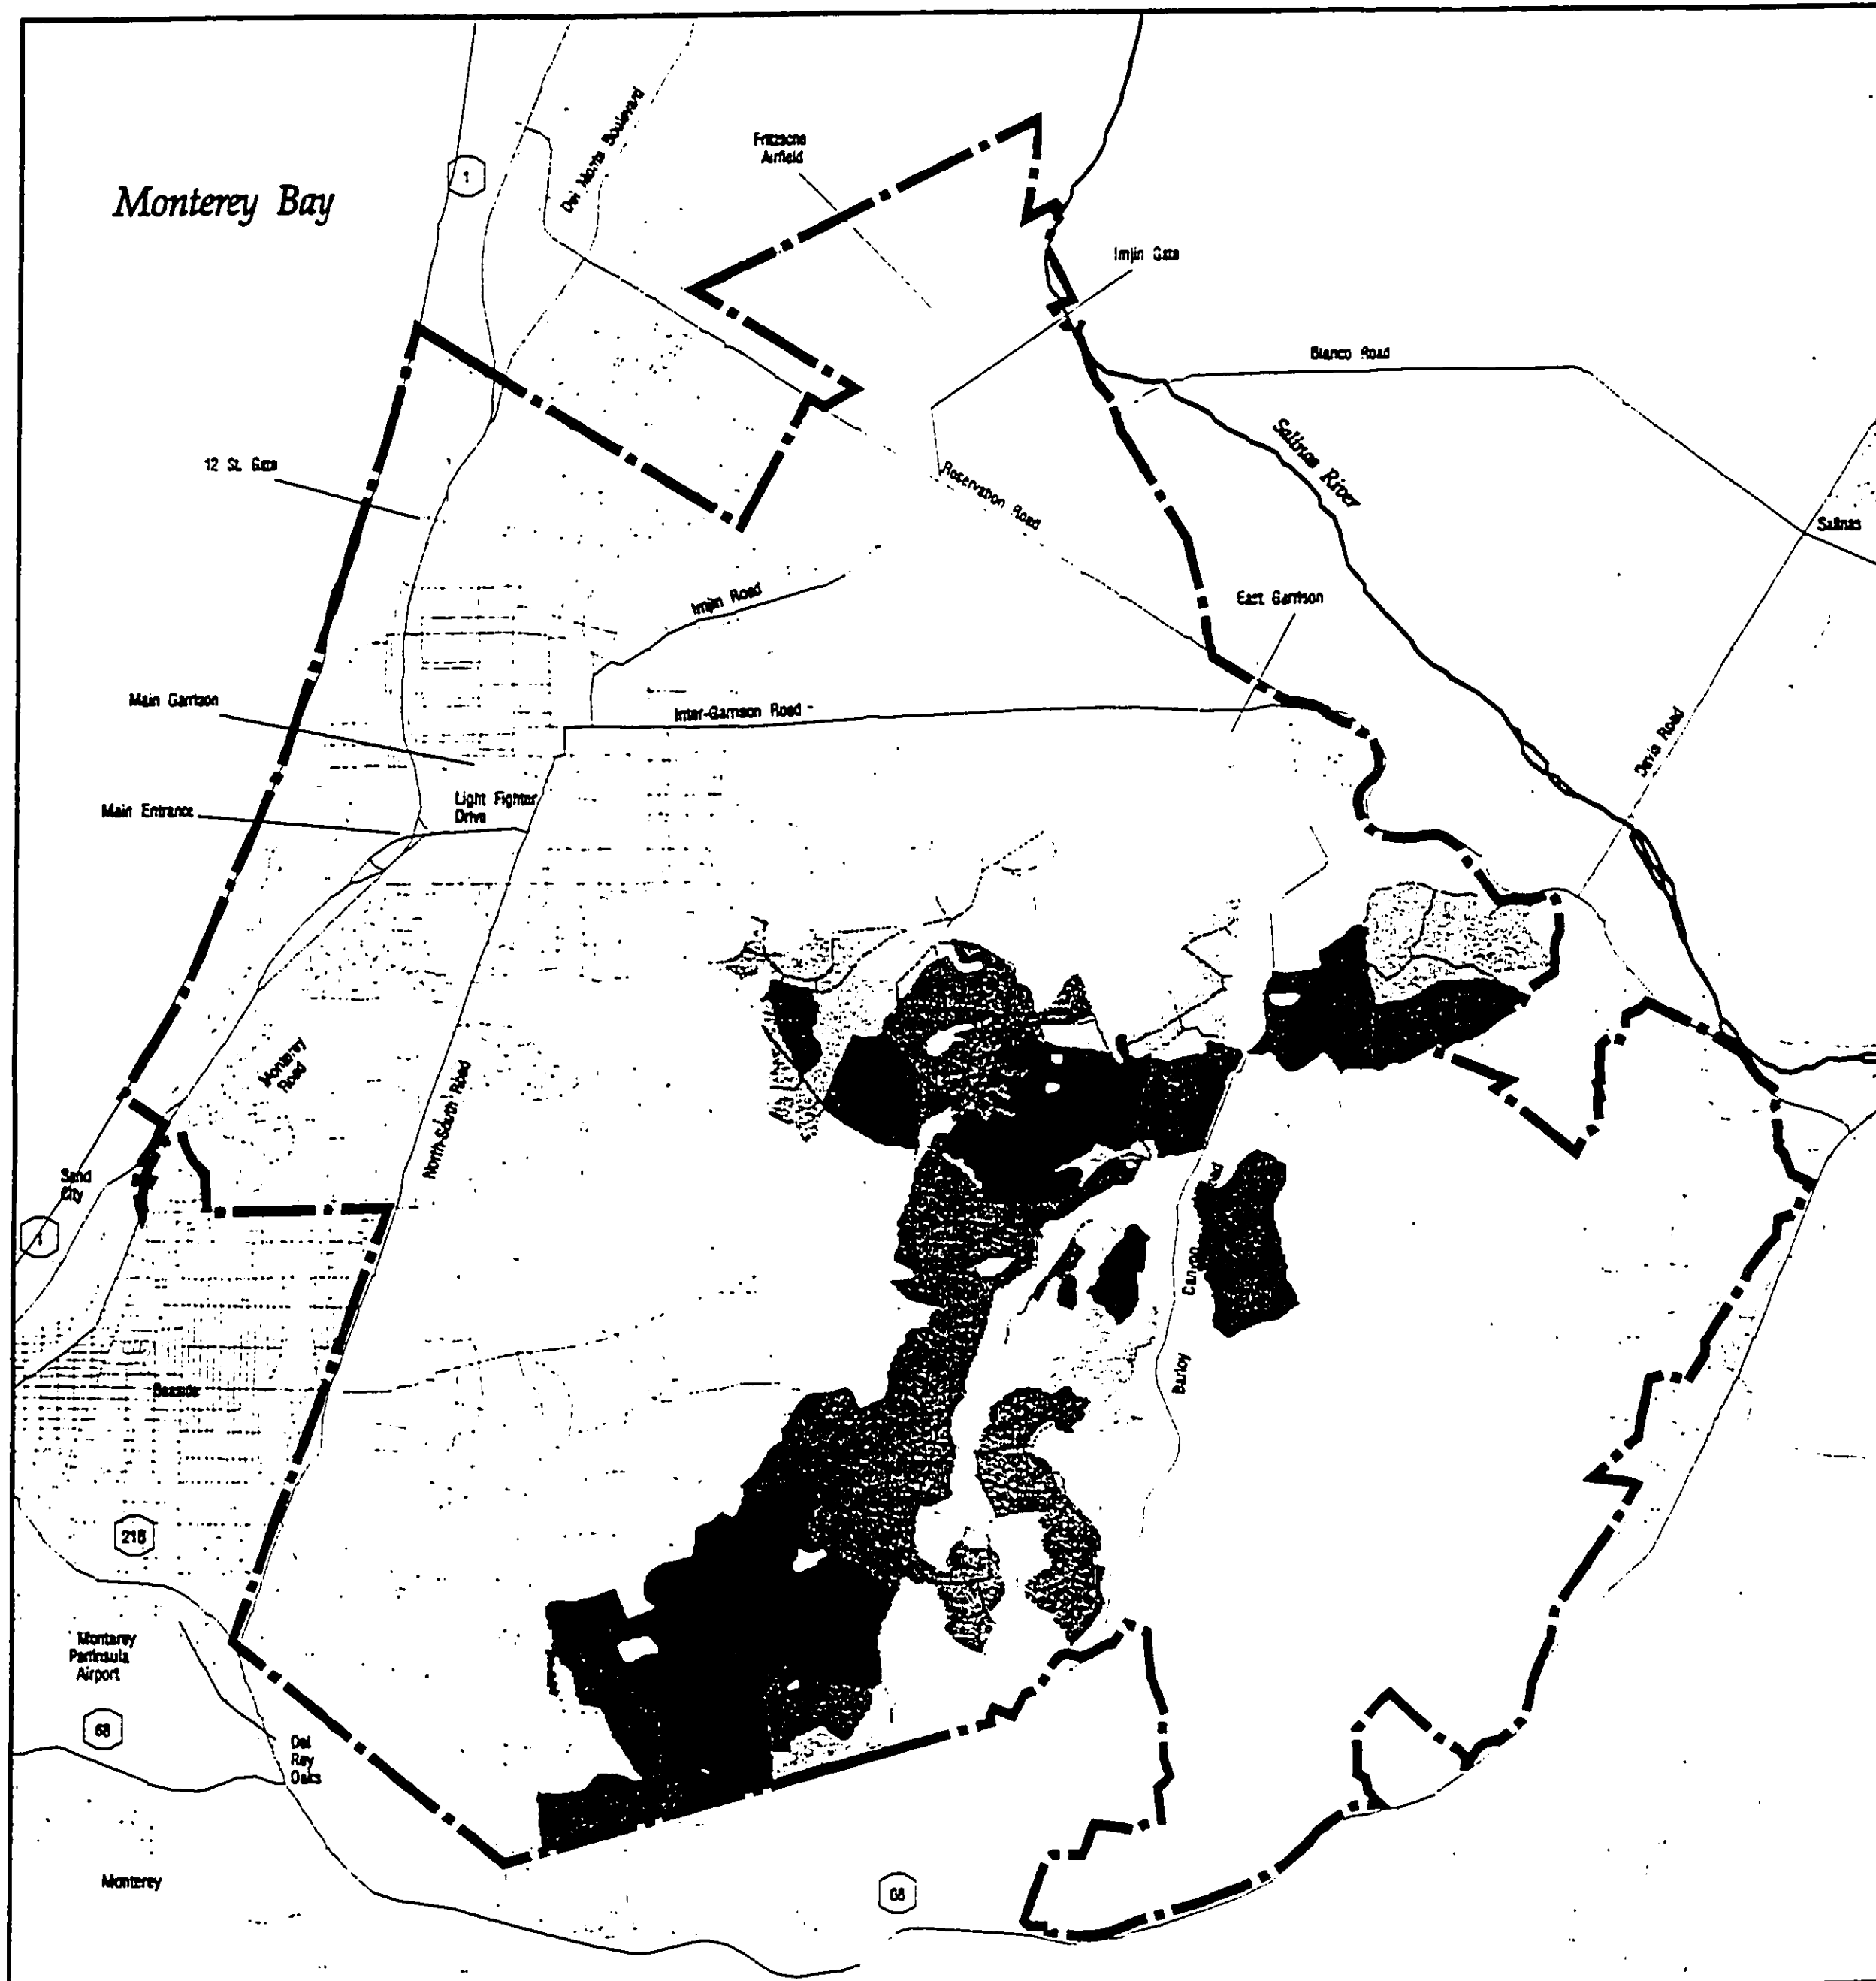 Monterey Bay
1
Del Monte Boulevard
Fritzsche
Airfield
Imjin Gate
Blanco Road
Salinas River
12 St. Gate
Reservation Road
Salinas
Imjin Road
East Garrison
Main Garrison
Inter-Garrison Road
Davis Road
Main Entrance
Light Fighter
Drive
Monterey
Road
North-South Road
Sand
City
1
Canyon
Barloy
Seaside
218
Monterey
Peninsula
Airport
68
Del
Ray
Oaks
Monterey
68